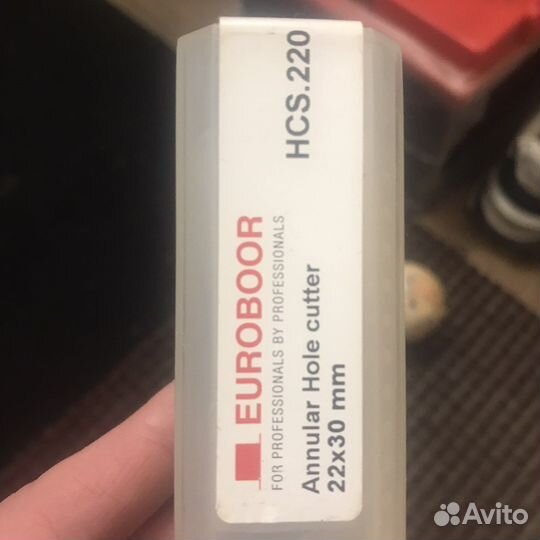 EUROBOOR
FOR PROFESSIONALS BY PROFESSIONALS
HCS.220
Annular Hole cutter
22x30 mm
Avito